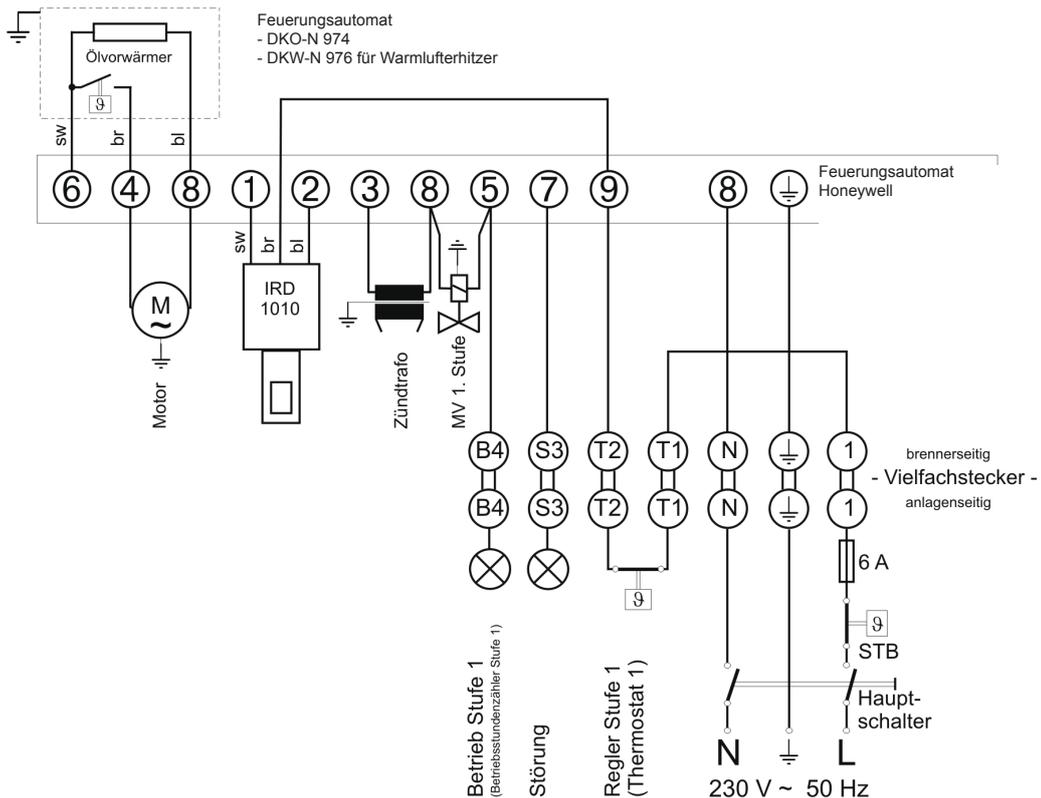 Feuerungsautomat
- DKO-N 974
- DKW-N 976 für Warmlufterhitzer
Ölvorwärmer
ϑ
sw
br
bl
6
4
8
1
2
3
8
5
7
9
8
Feuerungsautomat
Honeywell
sw
br
bl
IRD
1010
M
~
Motor
Zündtrafo
MV 1. Stufe
B4
S3
T2
T1
N
1
brennerseitig
- Vielfachstecker -
anlagenseitig
B4
S3
T2
T1
N
1
6 A
ϑ
ϑ
STB
Haupt-
schalter
Betrieb Stufe 1
(Betriebsstundenzähler Stufe 1)
Störung
Regler Stufe 1
(Thermostat 1)
N
L
230 V ~ 50 Hz